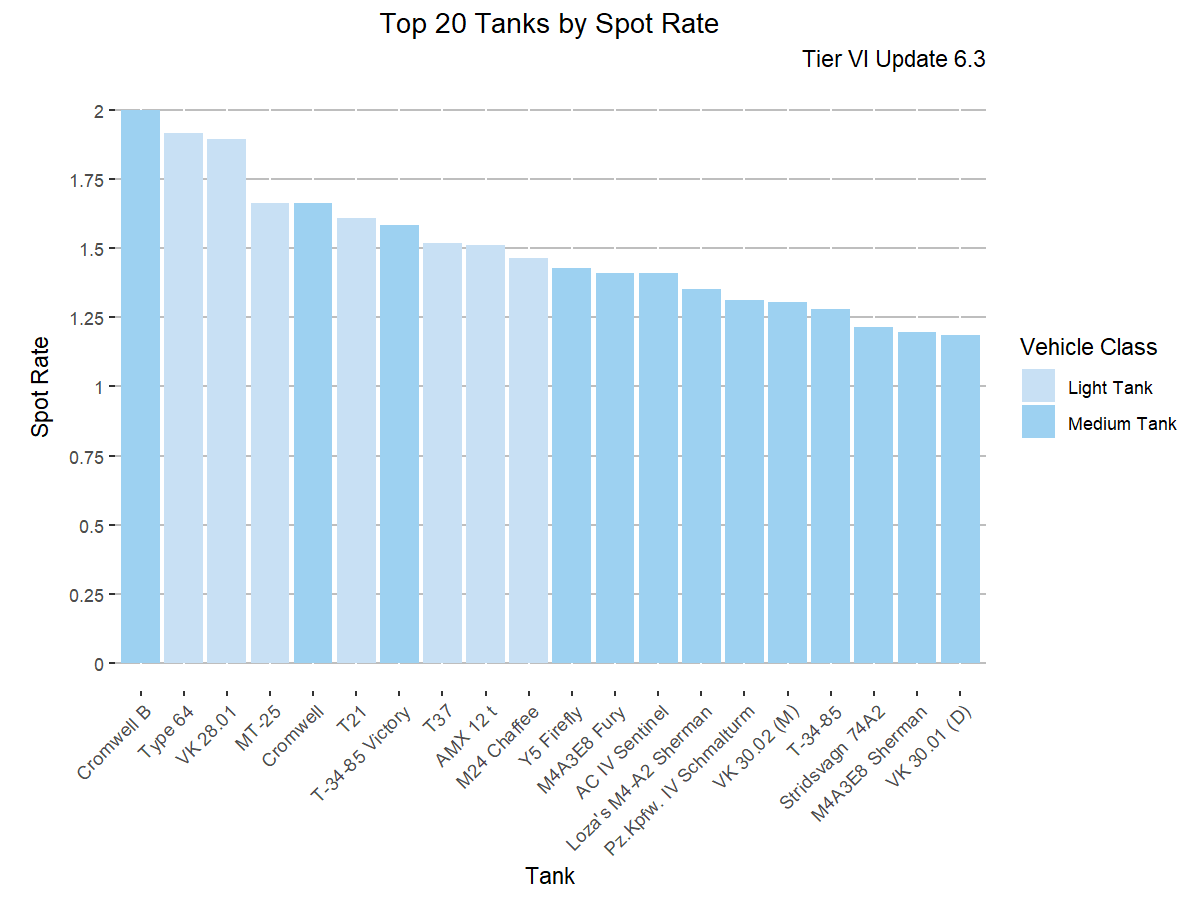 Top 20 Tanks by Spot Rate
Tier VI Update 6.3
2
1.75
1.5
1.25
1
0.75
0.5
0.25
0
Spot Rate
Cromwell B
Type 64
VK 28.01
MT-25
Cromwell
T21
T-34-85 Victory
T37
AMX 12 t
M24 Chaffee
Y5 Firefly
M4A3E8 Fury
AC IV Sentinel
Loza's M4-A2 Sherman
Pz.Kpfw. IV Schmalturm
VK 30.02 (M)
T-34-85
Stridsvagn 74A2
M4A3E8 Sherman
VK 30.01 (D)
Tank
Vehicle Class
Light Tank
Medium Tank